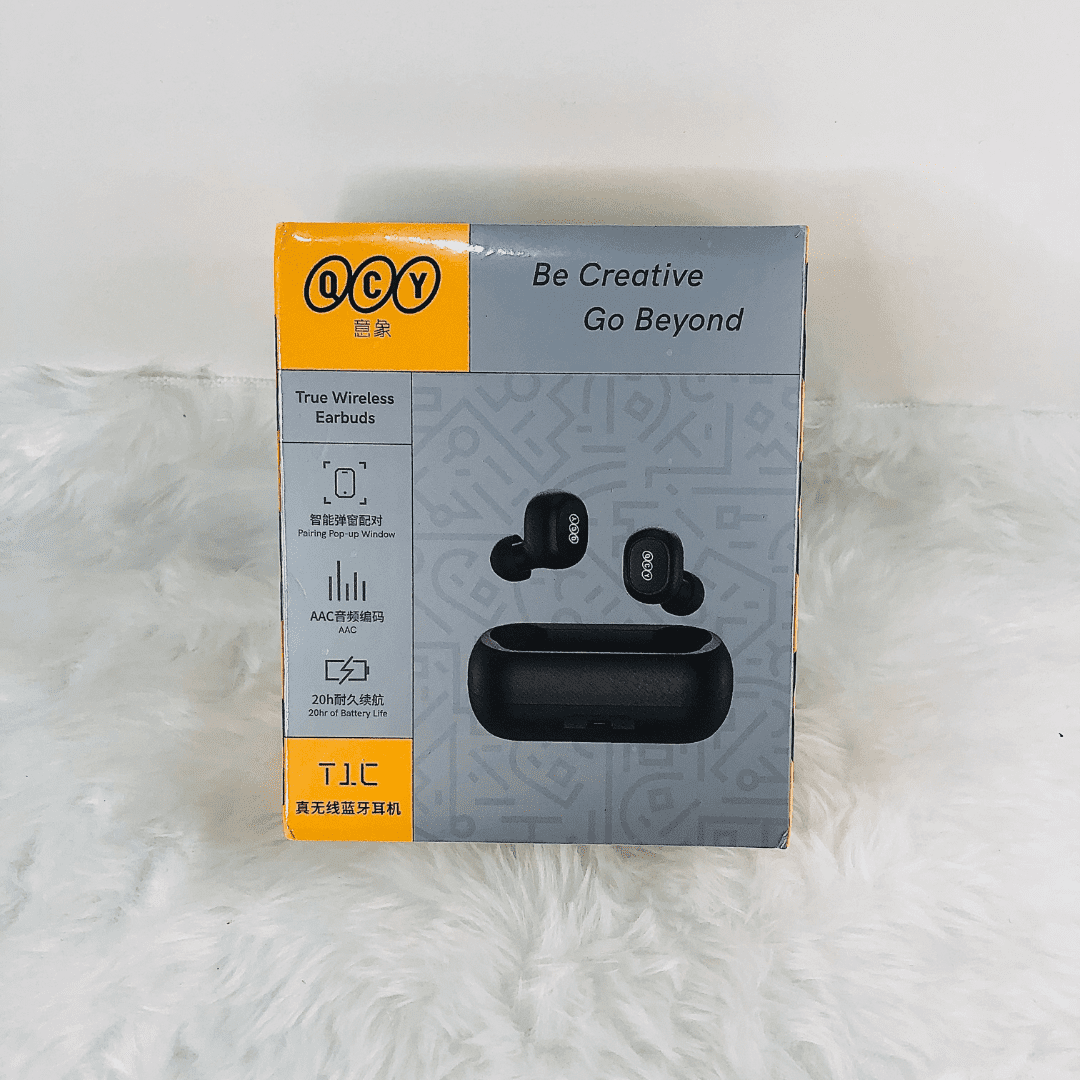 QCY
意象
Be Creative
Go Beyond
True Wireless
Earbuds
智能弹窗配对
Pairing Pop-up Window
AAC音频编码
AAC
20h耐久续航
20hr of Battery Life
T1C
真无线蓝牙耳机
QCY
QCY